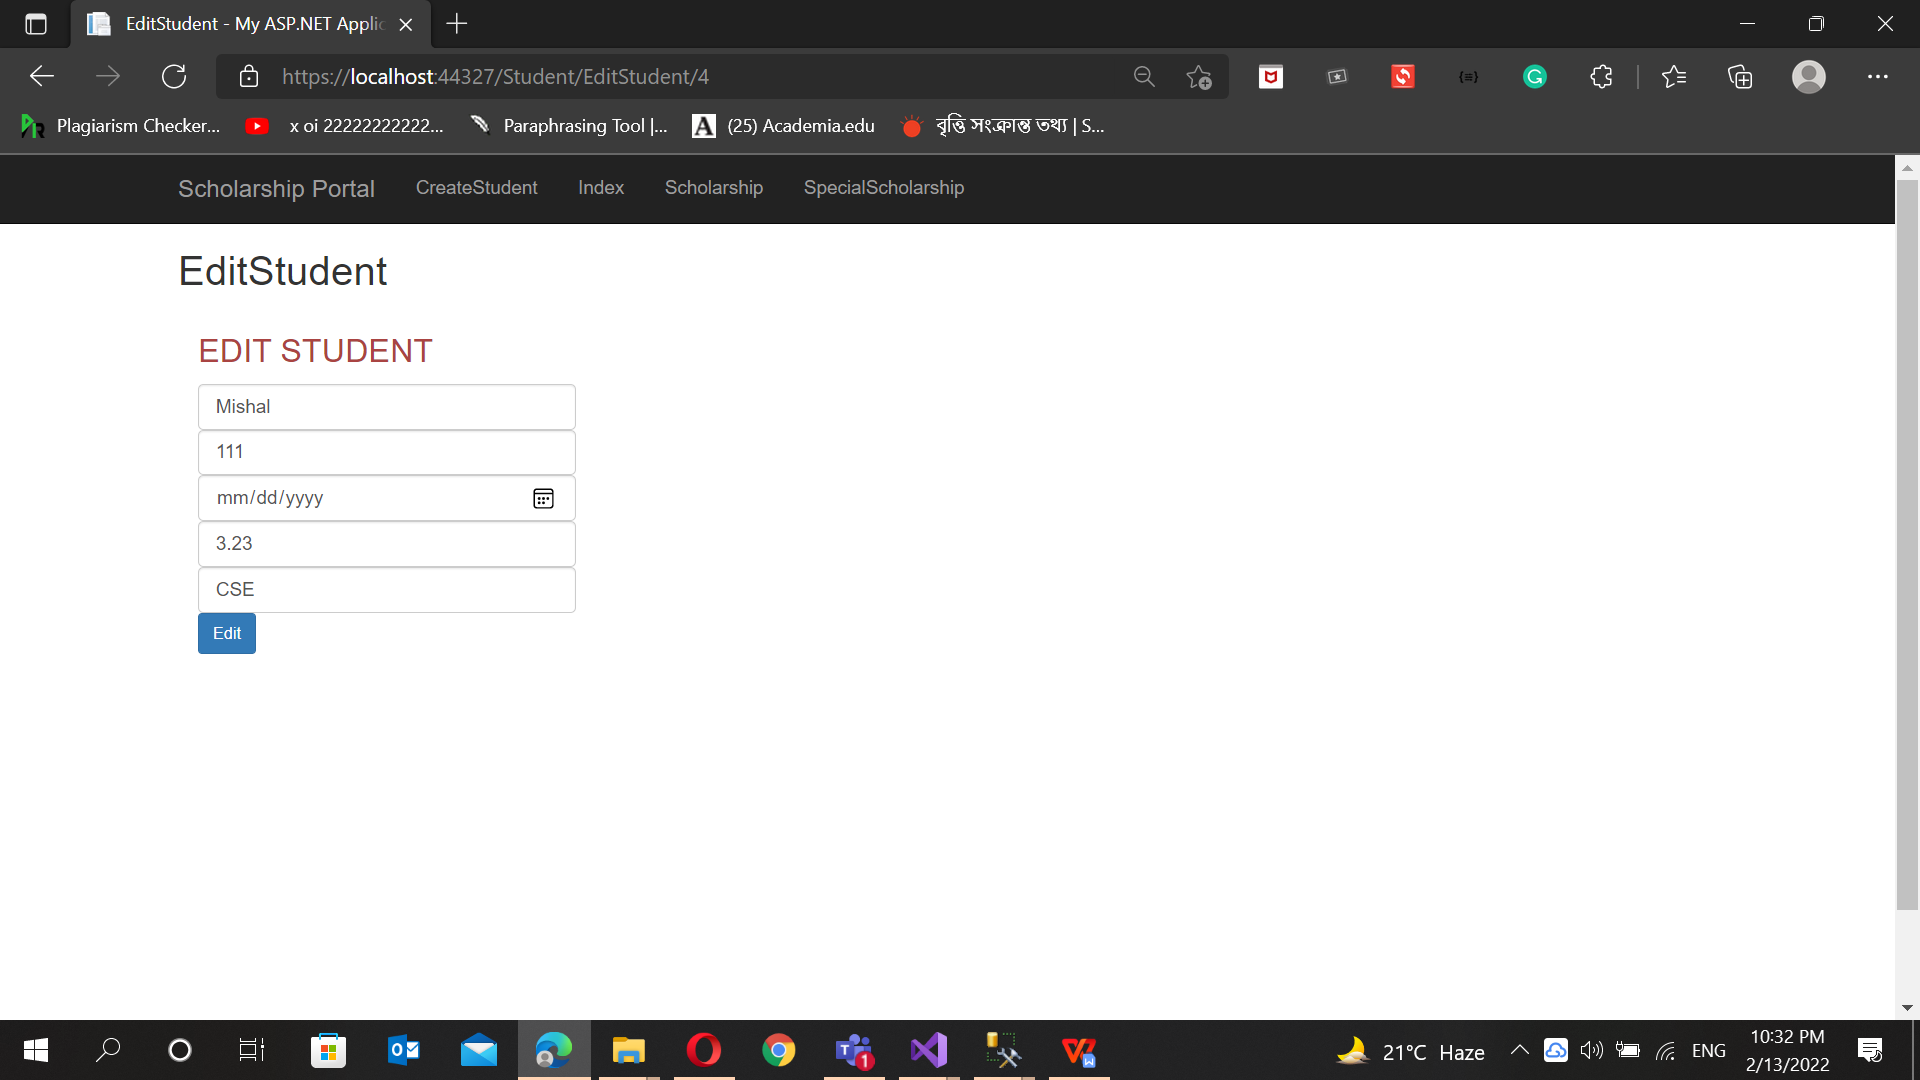 EditStudent - My ASP.NET Applic
https://localhost:44327/Student/EditStudent/4
Plagiarism Checker... x oi 22222222222... Paraphrasing Tool |... A (25) Academia.edu বৃত্তি সংক্রান্ত তথ্য | S...
Scholarship Portal CreateStudent Index Scholarship SpecialScholarship
EditStudent
EDIT STUDENT
Mishal
111
mm/dd/yyyy
3.23
CSE
Edit
21°C Haze ENG 10:32 PM
2/13/2022